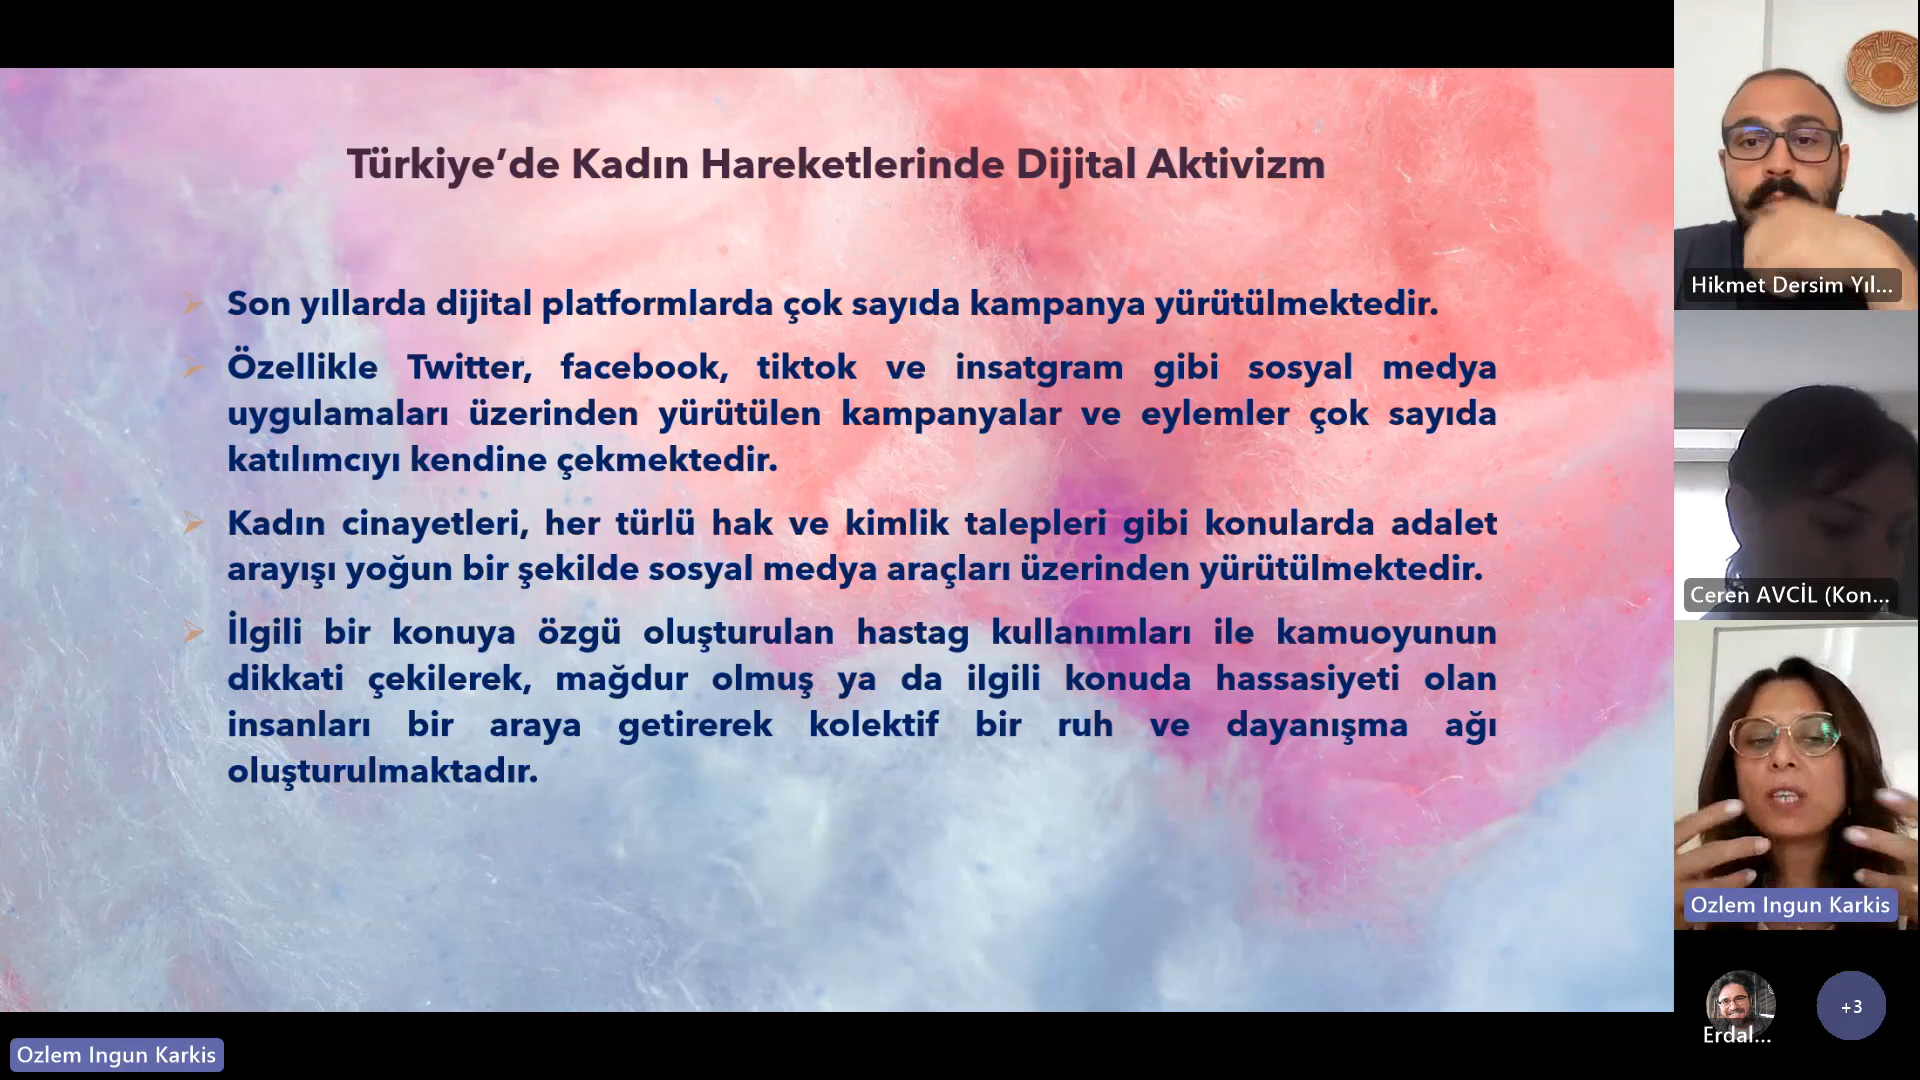 Türkiye’de Kadın Hareketlerinde Dijital Aktivizm
Son yıllarda dijital platformlarda çok sayıda kampanya yürütülmektedir.
Özellikle Twitter, facebook, tiktok ve insatgram gibi sosyal medya
uygulamaları üzerinden yürütülen kampanyalar ve eylemler çok sayıda
katılımcıyı kendine çekmektedir.
Kadın cinayetleri, her türlü hak ve kimlik talepleri gibi konularda adalet
arayışı yoğun bir şekilde sosyal medya araçları üzerinden yürütülmektedir.
İlgili bir konuya özgü oluşturulan hastag kullanımları ile kamuoyunun
dikkati çekilerek, mağdur olmuş ya da ilgili konuda hassasiyeti olan
insanları bir araya getirerek kolektif bir ruh ve dayanışma ağı
oluşturulmaktadır.
Hikmet Dersim Yıl...
Ceren AVCİL (Kon...
Ozlem Ingun Karkis
Erdal...
+3
Ozlem Ingun Karkis